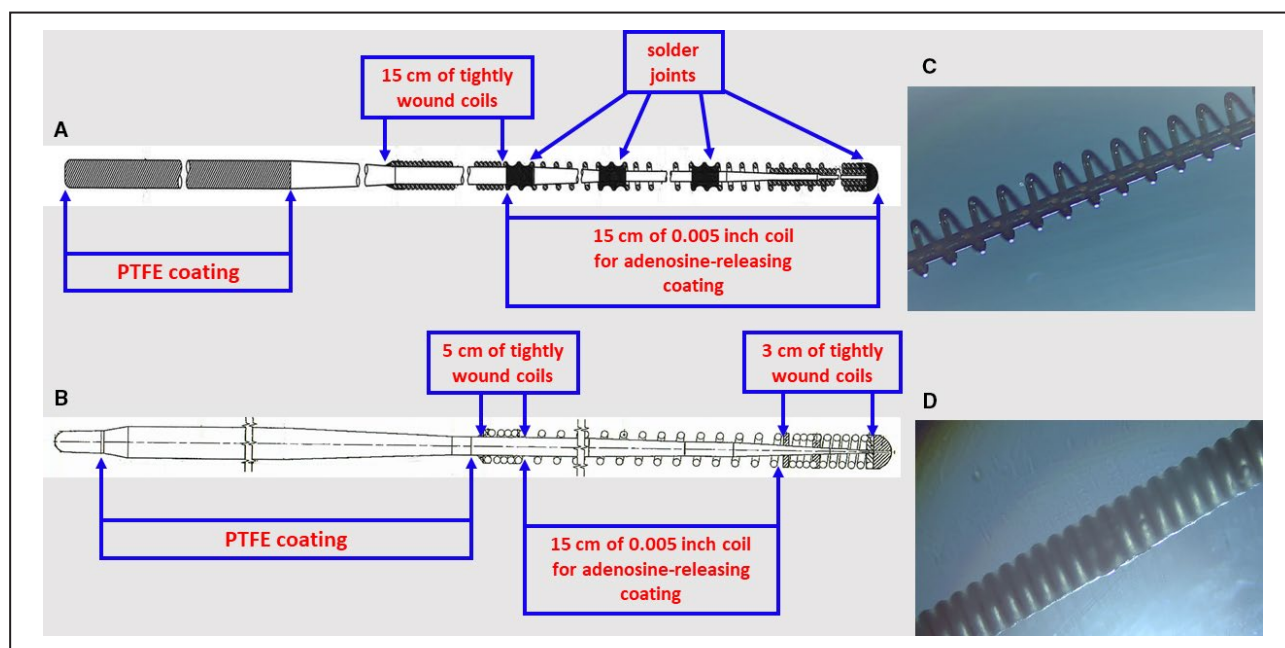 A
15 cm of tightly
wound coils
solder
joints
PTFE coating
15 cm of 0.005 inch coil
for adenosine-releasing
coating
C
B
5 cm of tightly
wound coils
3 cm of tightly
wound coils
PTFE coating
15 cm of 0.005 inch coil
for adenosine-releasing
coating
D